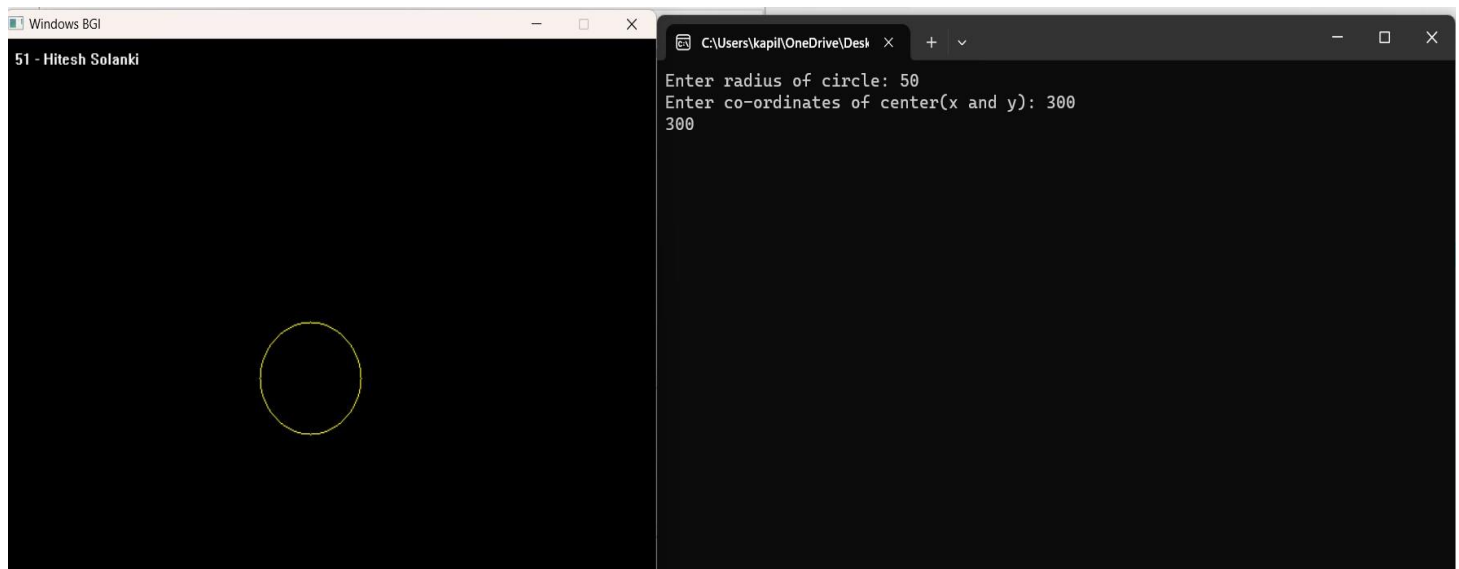 Windows BGI
51 - Hitesh Solanki
C:\Users\kapil\OneDrive\Desk
Enter radius of circle: 50
Enter co-ordinates of center(x and y): 300
300